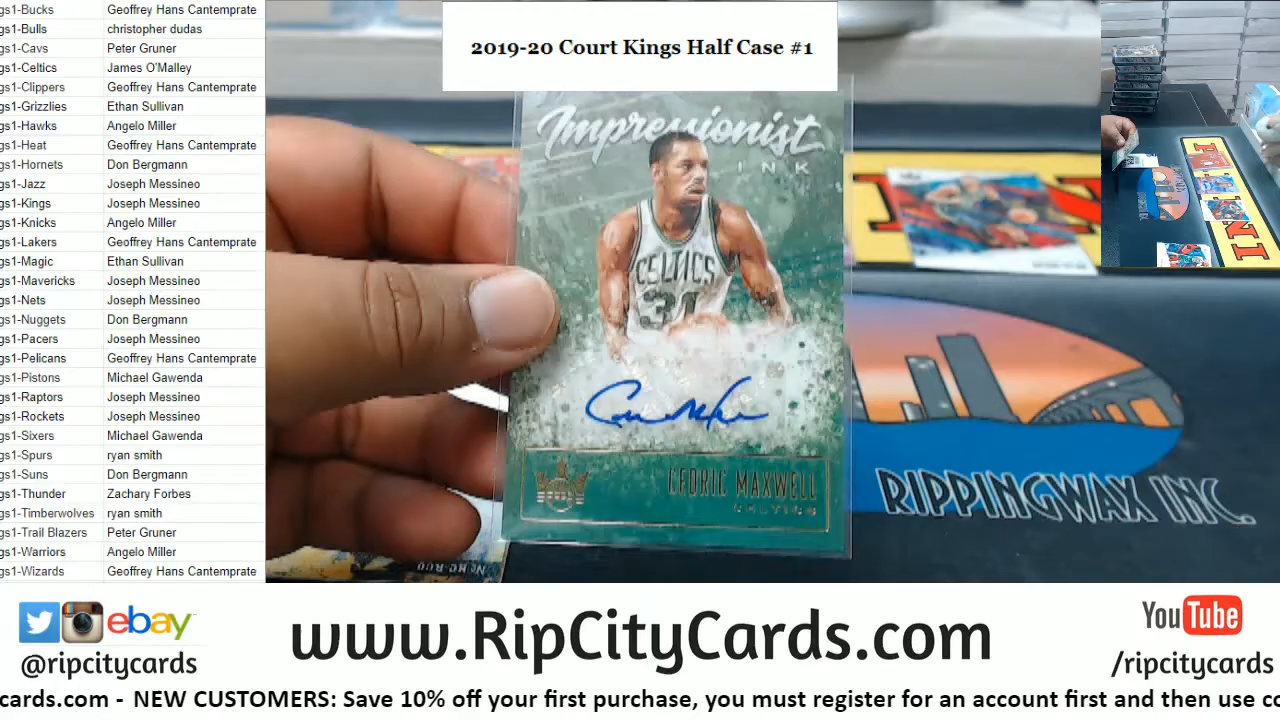 gs1-Bucks Geoffrey Hans Cantemprate
gs1-Bulls christopher dudas
gs1-Cavs Peter Gruner
gs1-Celtics James O'Malley
gs1-Clippers Geoffrey Hans Cantemprate
gs1-Grizzlies Ethan Sullivan
gs1-Hawks Angelo Miller
gs1-Heat Geoffrey Hans Cantemprate
gs1-Hornets Don Bergmann
gs1-Jazz Joseph Messineo
gs1-Kings Joseph Messineo
gs1-Knicks Angelo Miller
gs1-Lakers Geoffrey Hans Cantemprate
gs1-Magic Ethan Sullivan
gs1-Mavericks Joseph Messineo
gs1-Nets Joseph Messineo
gs1-Nuggets Don Bergmann
gs1-Pacers Joseph Messineo
gs1-Pelicans Geoffrey Hans Cantemprate
gs1-Pistons Michael Gawenda
gs1-Raptors Joseph Messineo
gs1-Rockets Joseph Messineo
gs1-Sixers Michael Gawenda
gs1-Spurs ryan smith
gs1-Suns Don Bergmann
gs1-Thunder Zachary Forbes
gs1-Timberwolves ryan smith
gs1-Trail Blazers Peter Gruner
gs1-Warriors Angelo Miller
gs1-Wizards Geoffrey Hans Cantemprate
2019-20 Court Kings Half Case #1
Impressionist
INK
CELTICS
31
CEDRIC MAXWELL
CELTICS
RIPPINGWAX INC.
ebay
@ripcitycards
www.RipCityCards.com
YouTube
/ripcitycards
cards.com - NEW CUSTOMERS: Save 10% off your first purchase, you must register for an account first and then use co